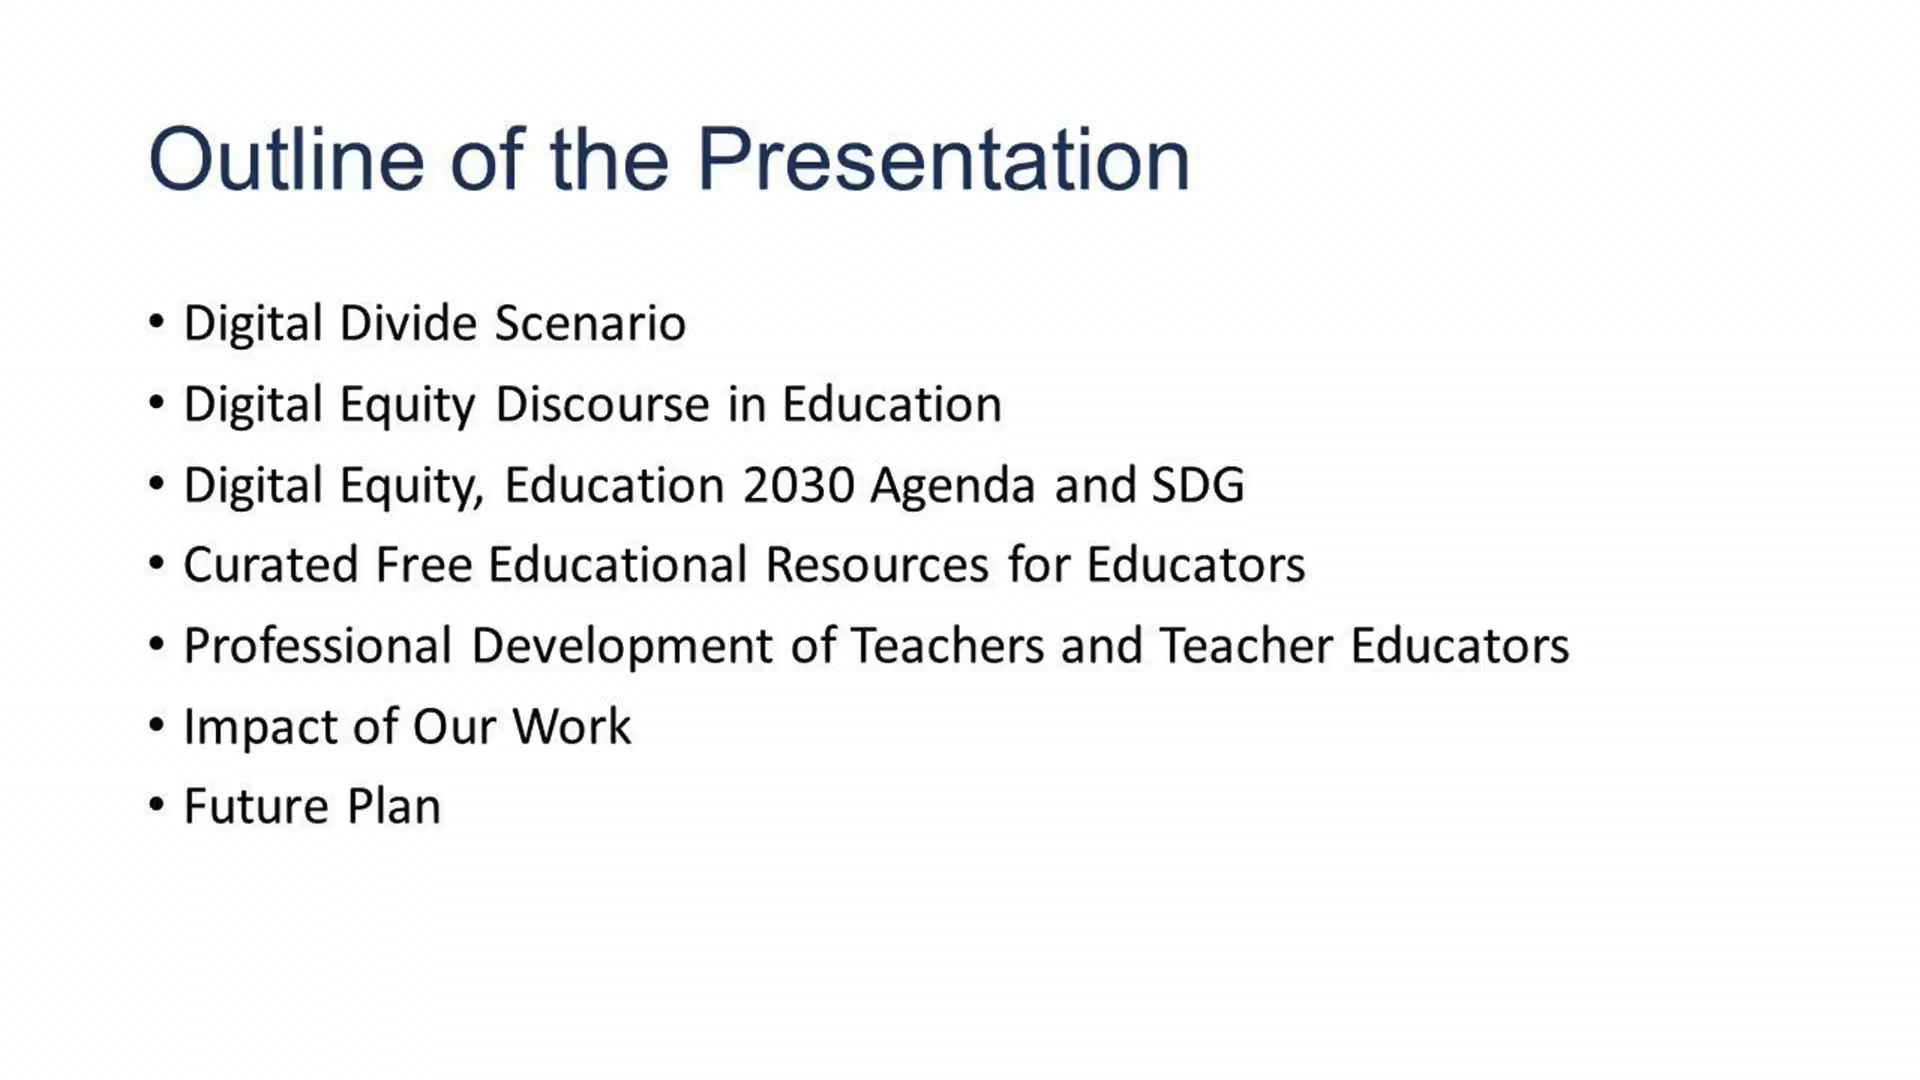 Outline of the Presentation
• Digital Divide Scenario
• Digital Equity Discourse in Education
• Digital Equity, Education 2030 Agenda and SDG
• Curated Free Educational Resources for Educators
• Professional Development of Teachers and Teacher Educators
• Impact of Our Work
• Future Plan